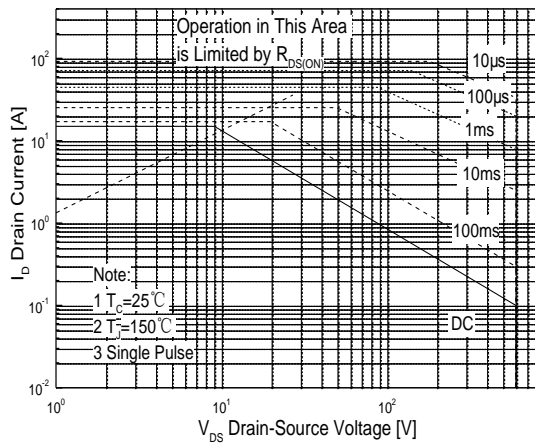 Operation in This Area
is Limited by R_DS(ON)
10μs
100μs
1ms
10ms
100ms
DC
Note:
1 T_C=25℃
2 T_J=150℃
3 Single Pulse
I_D Drain Current [A]
10^2
10^1
10^0
10^-1
10^-2
10^0
10^1
10^2
V_DS Drain-Source Voltage [V]